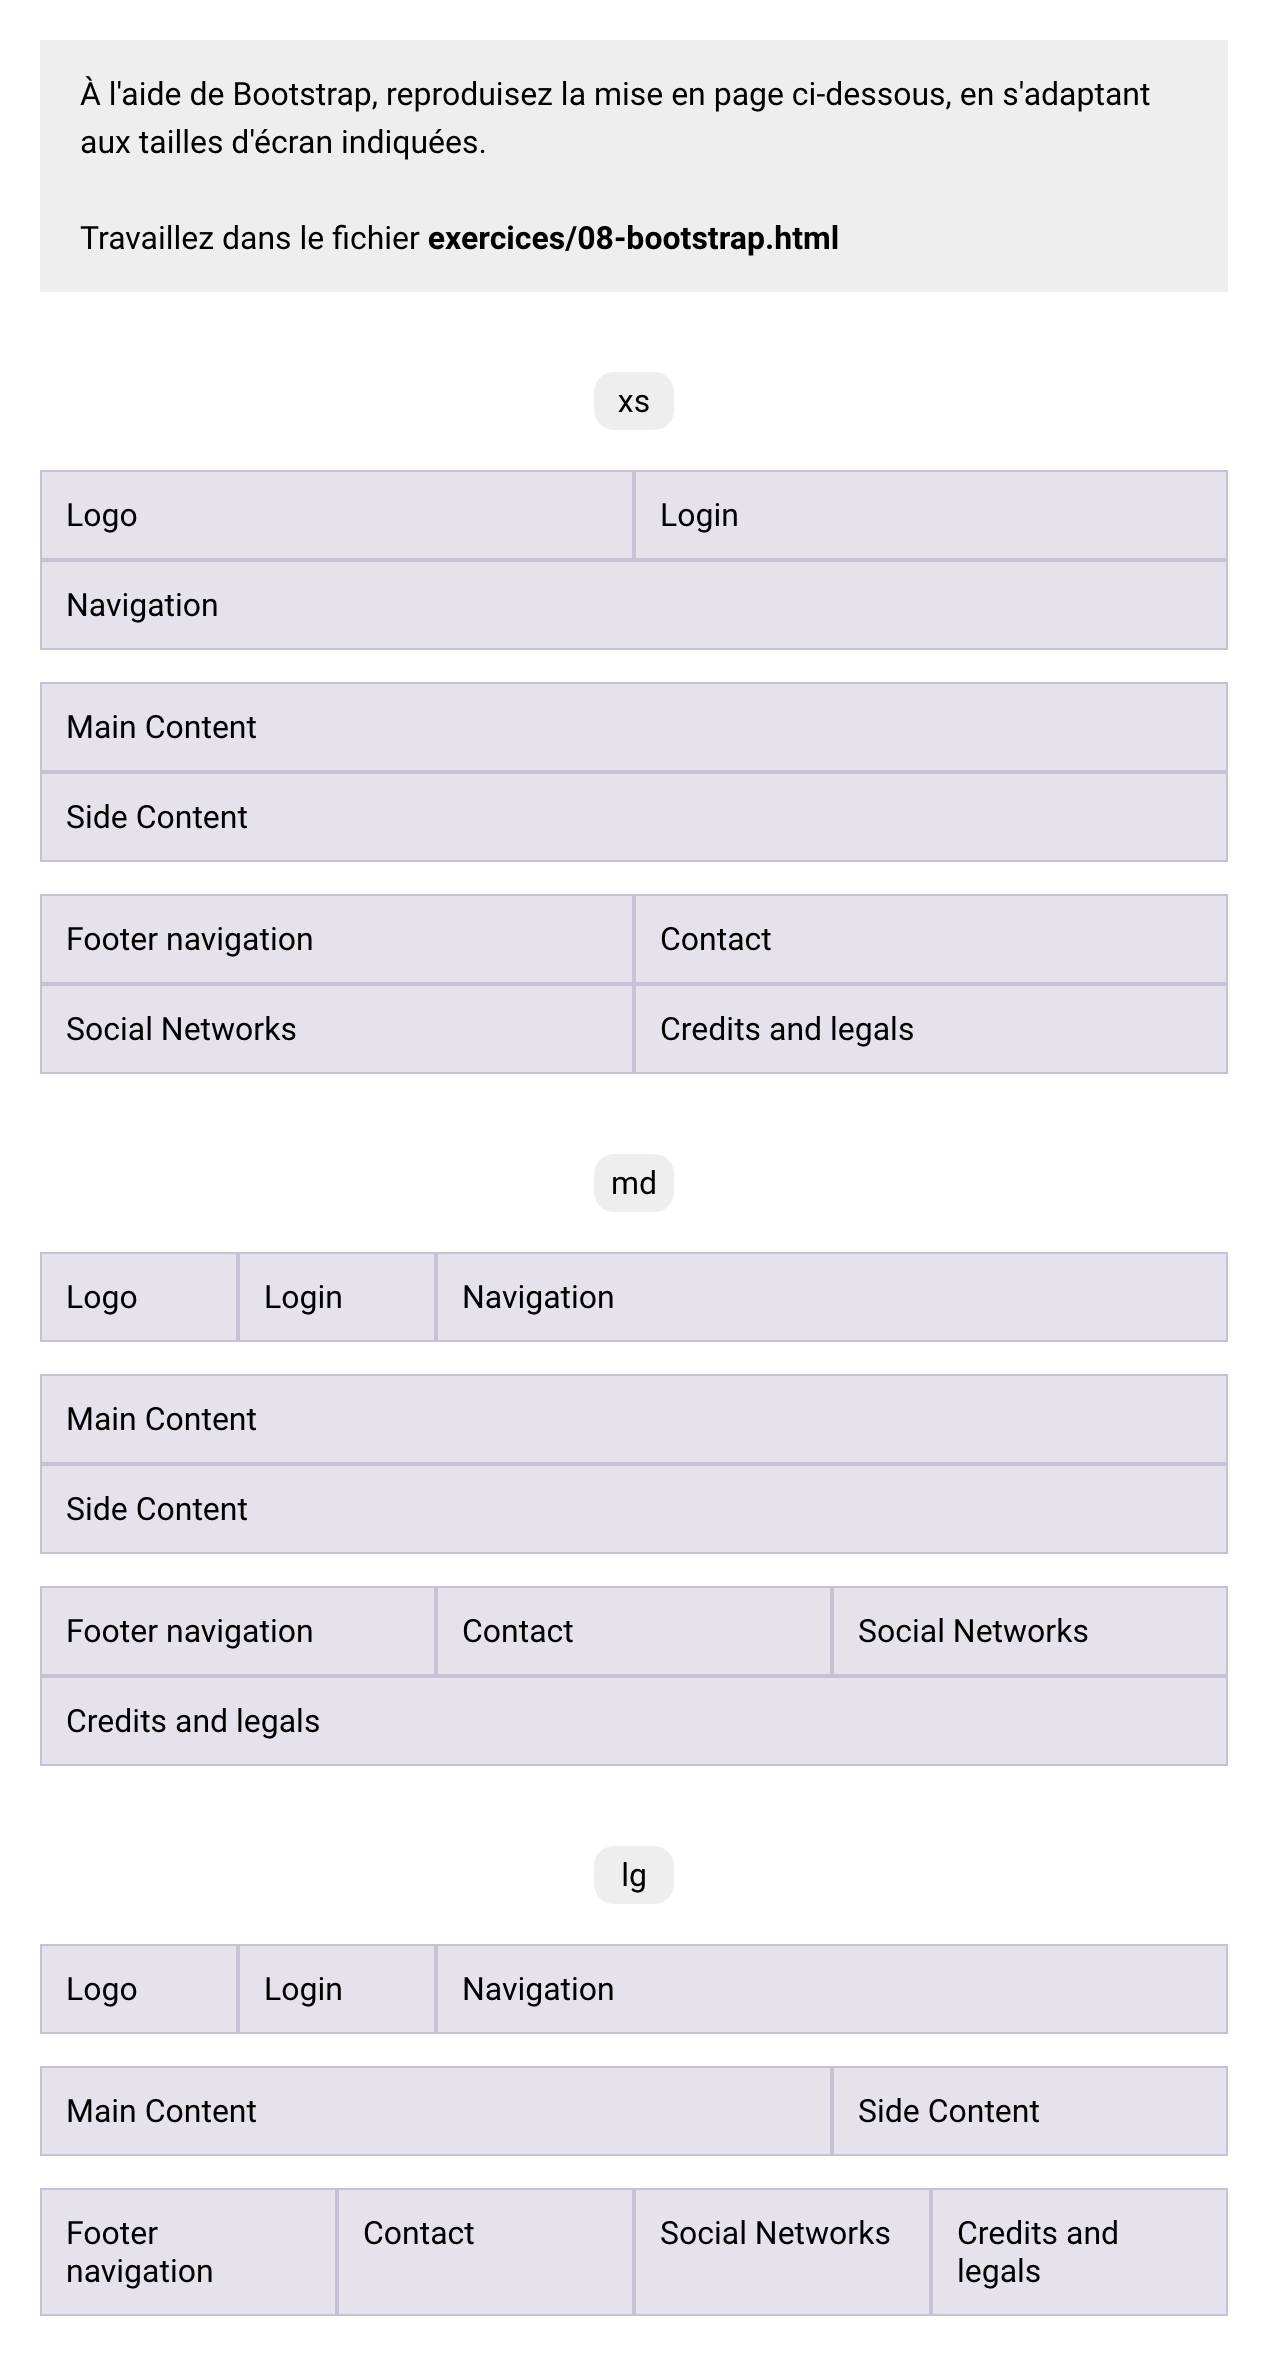 À l'aide de Bootstrap, reproduisez la mise en page ci-dessous, en s'adaptant
aux tailles d'écran indiquées.
Travaillez dans le fichier exercices/08-bootstrap.html
xs
Logo
Login
Navigation
Main Content
Side Content
Footer navigation
Contact
Social Networks
Credits and legals
md
Logo
Login
Navigation
Main Content
Side Content
Footer navigation
Contact
Social Networks
Credits and legals
lg
Logo
Login
Navigation
Main Content
Side Content
Footer
navigation
Contact
Social Networks
Credits and
legals